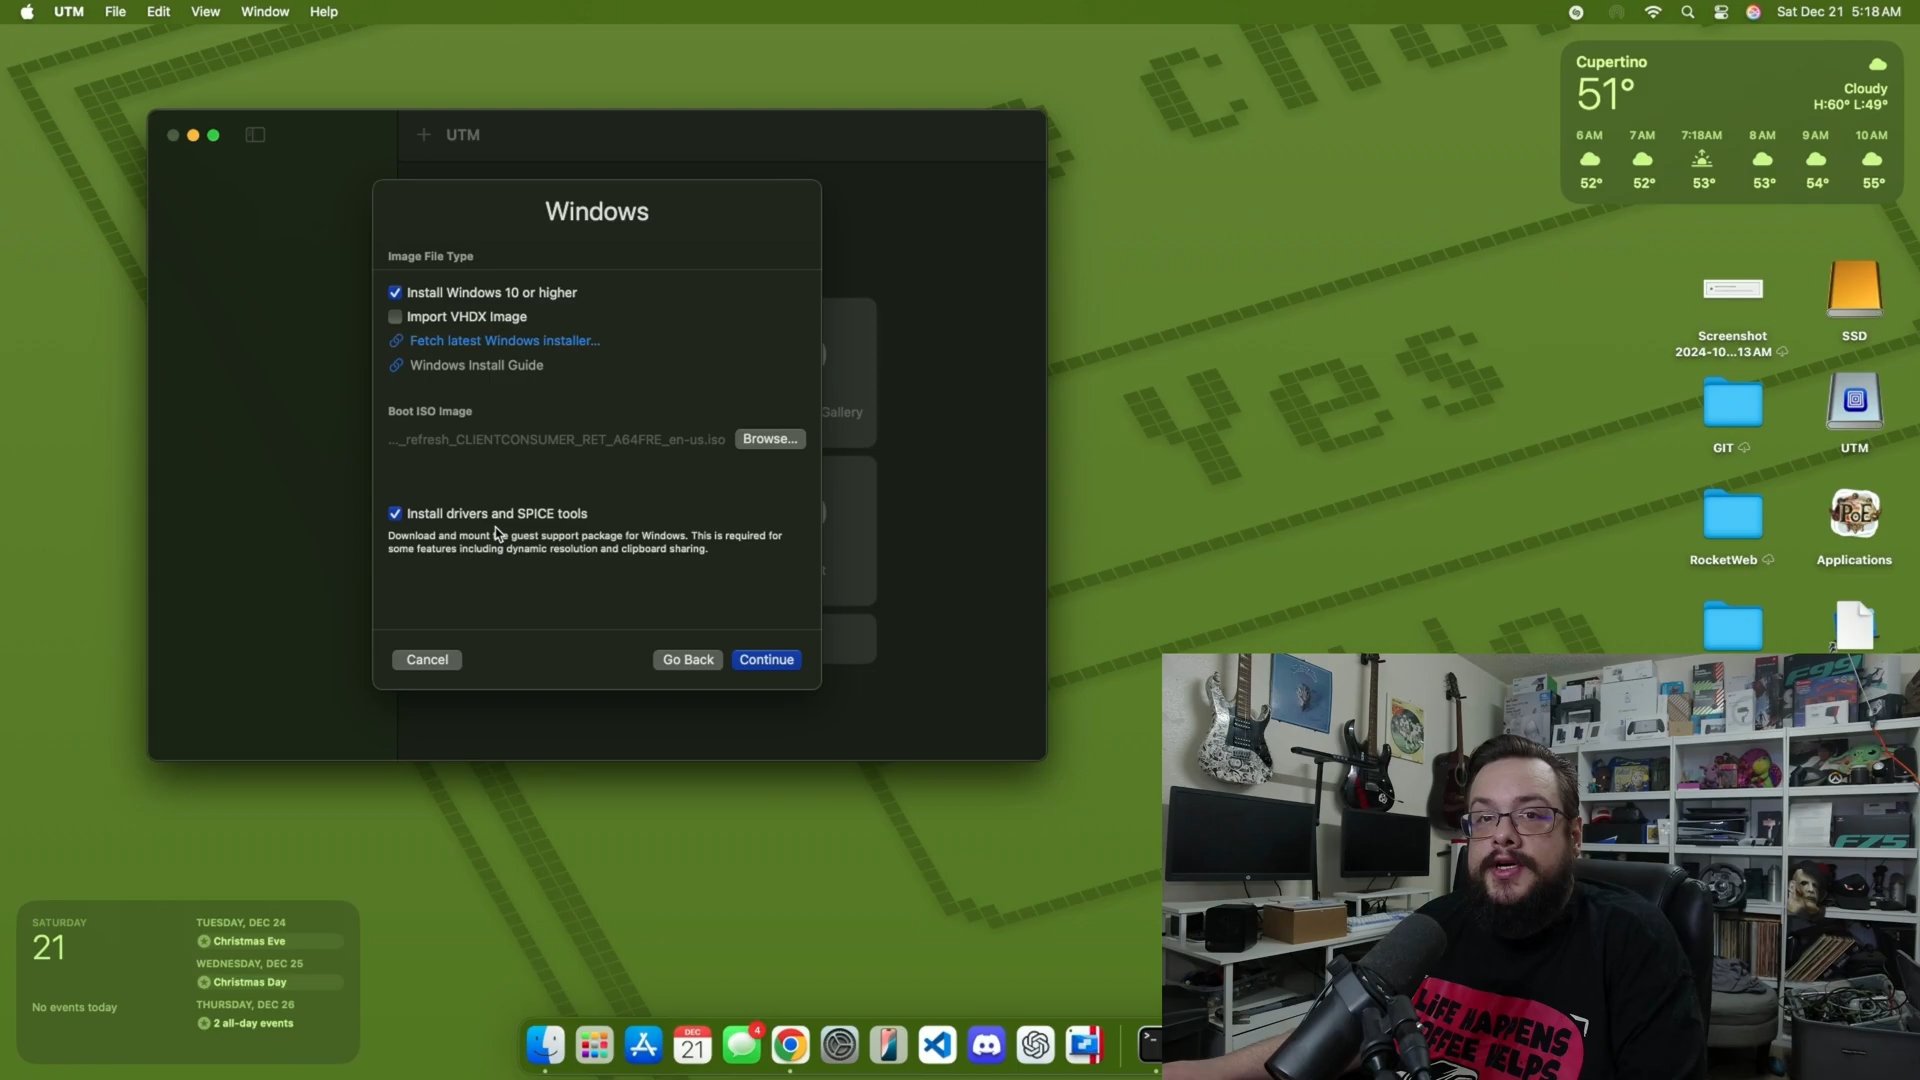 UTM File Edit View Window Help
Sat Dec 21 5:18 AM
Cupertino
51°
Cloudy
H:60° L:49°
6 AM 7 AM 7:18AM 8 AM 9 AM 10 AM
52° 52° 53° 53° 54° 55°
UTM
Windows
Image File Type
Install Windows 10 or higher
Import VHDX Image
Fetch latest Windows installer...
Windows Install Guide
Boot ISO Image
..._refresh_CLIENTCONSUMER_RET_A64FRE_en-us.iso
Browse...
Gallery
Install drivers and SPICE tools
Download and mount the guest support package for Windows. This is required for
some features including dynamic resolution and clipboard sharing.
Cancel
Go Back
Continue
Yes
Screenshot
2024-10...13 AM
SSD
GIT
UTM
PoE
RocketWeb
Applications
SATURDAY
21
No events today
TUESDAY, DEC 24
Christmas Eve
WEDNESDAY, DEC 25
Christmas Day
THURSDAY, DEC 26
2 all-day events
DEC
21
4
F99
F75
LiFE HAPPENS
COFFEE HELPS